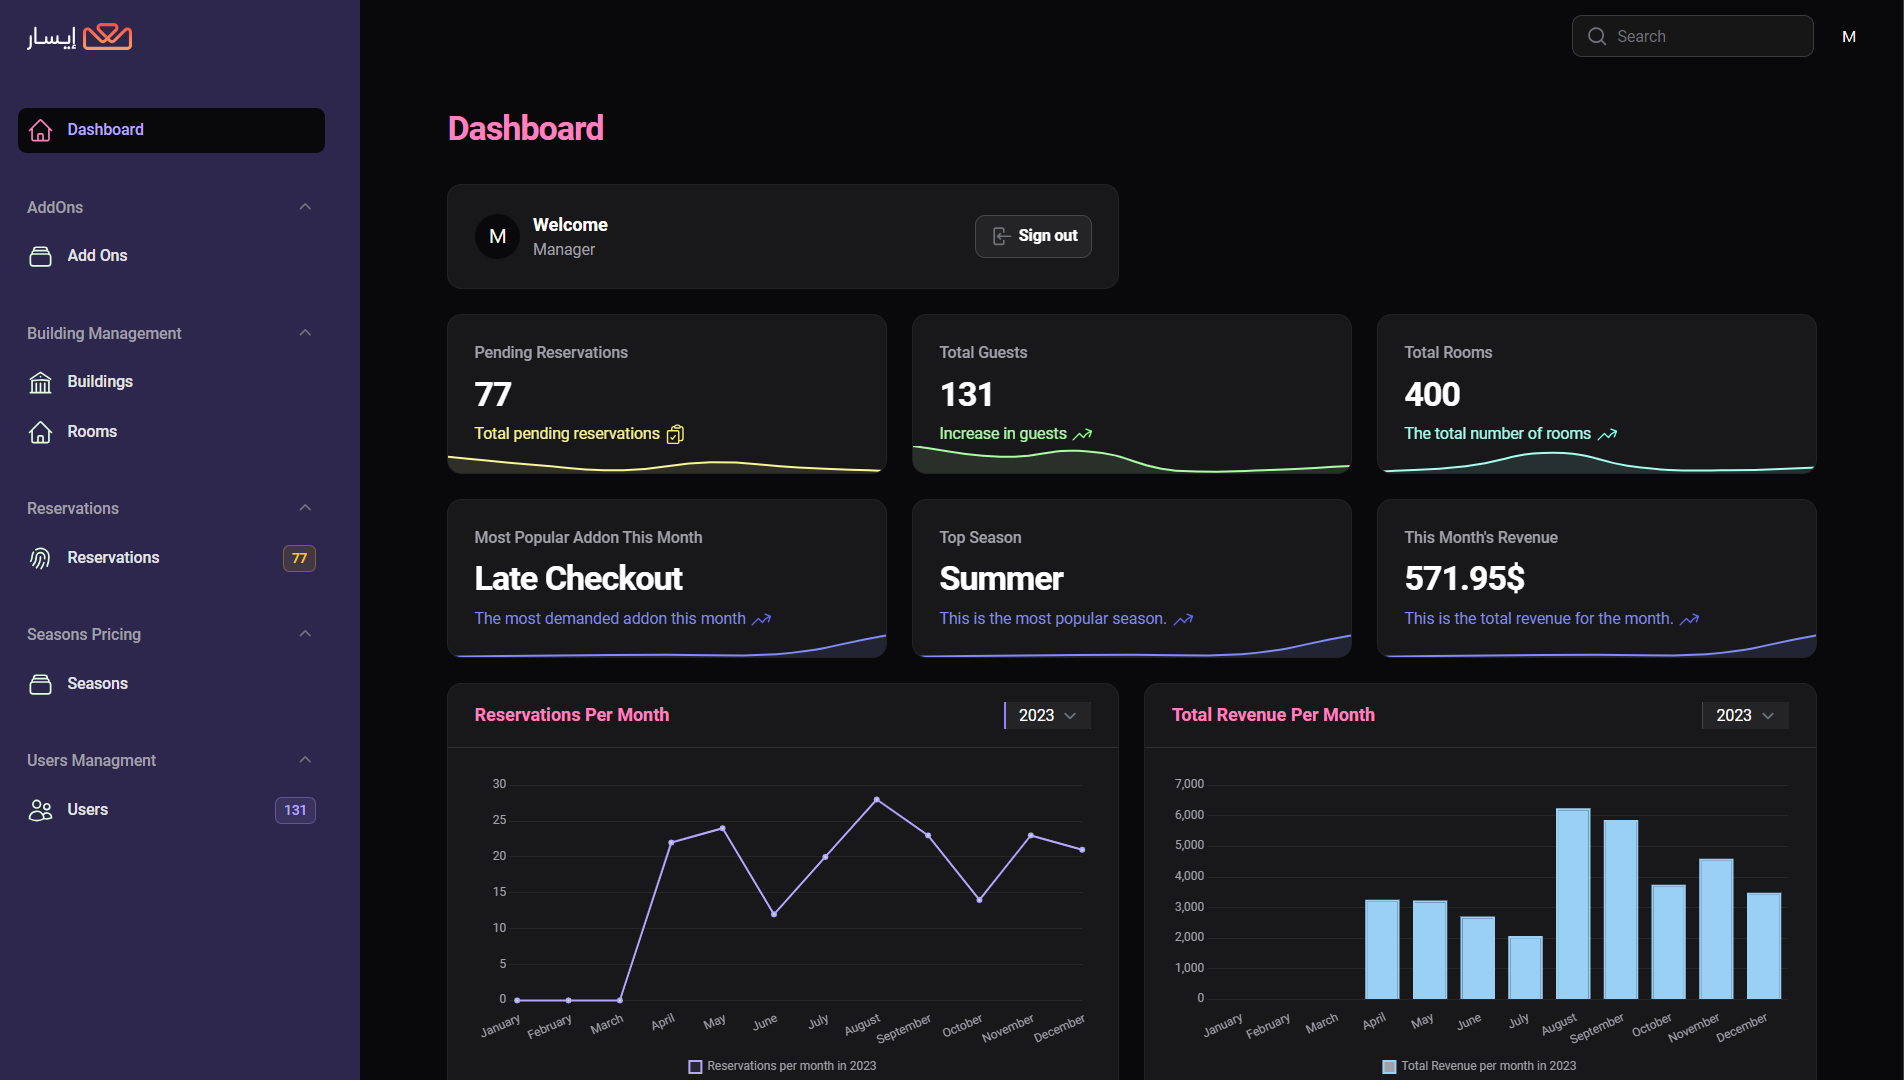 إيسار
Search
M
Dashboard
AddOns
Add Ons
Building Management
Buildings
Rooms
Reservations
Reservations 77
Seasons Pricing
Seasons
Users Managment
Users 131
Dashboard
M
Welcome
Manager
Sign out
Pending Reservations
77
Total pending reservations
Total Guests
131
Increase in guests
Total Rooms
400
The total number of rooms
Most Popular Addon This Month
Late Checkout
The most demanded addon this month
Top Season
Summer
This is the most popular season.
This Month's Revenue
571.95$
This is the total revenue for the month.
Reservations Per Month
2023
30
25
20
15
10
5
0
January February March April May June July August September October November December
Reservations per month in 2023
Total Revenue Per Month
2023
7,000
6,000
5,000
4,000
3,000
2,000
1,000
0
January February March April May June July August September October November December
Total Revenue per month in 2023